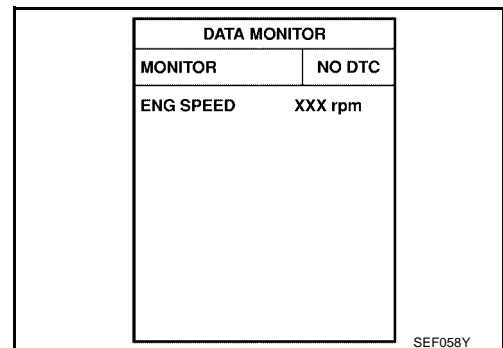 DATA MONITOR
MONITOR NO DTC
ENG SPEED XXX rpm
SEF058Y